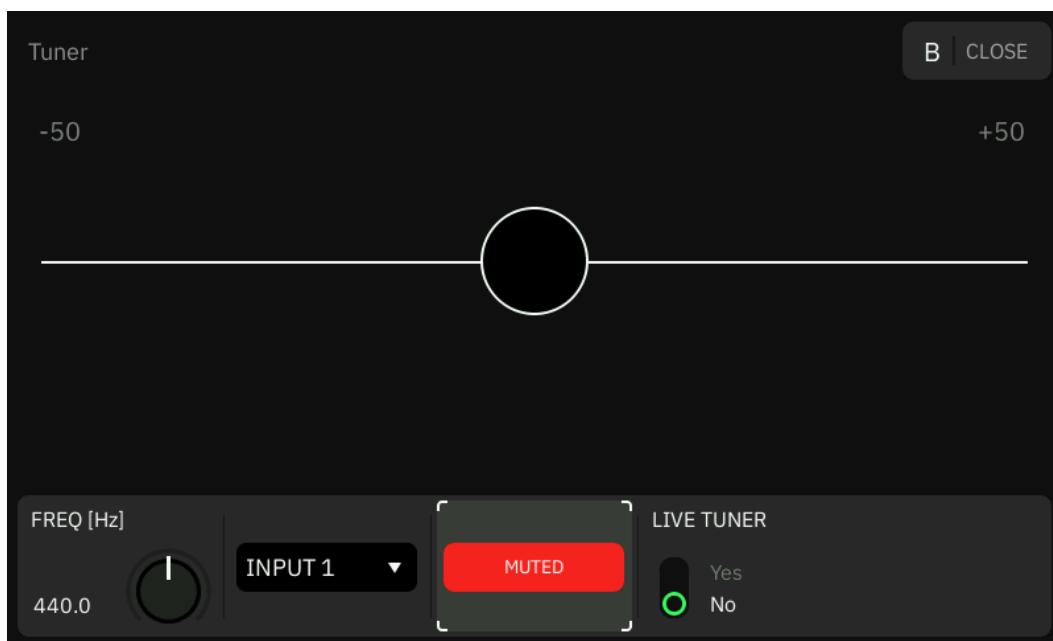 Tuner
B CLOSE
-50
+50
FREQ [Hz]
440.0
INPUT 1
MUTED
LIVE TUNER
Yes
No